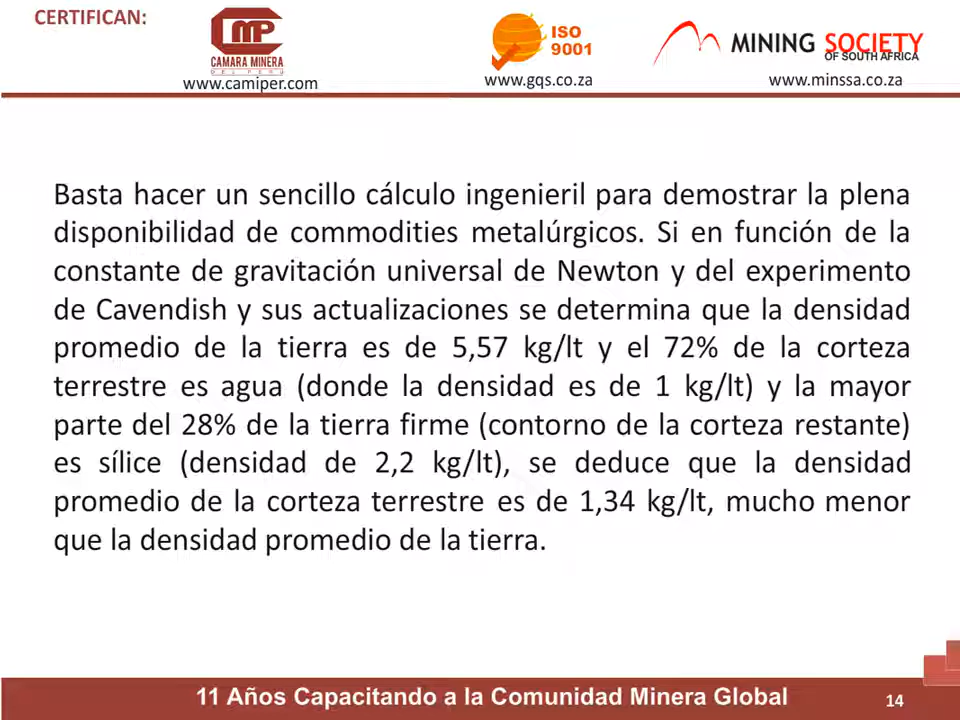 CERTIFICAN:
CMP
CAMARA MINERA
DEL PERU
www.camiper.com
ISO
9001
www.gqs.co.za
MINING SOCIETY
OF SOUTH AFRICA
www.minssa.co.za
Basta hacer un sencillo cálculo ingenieril para demostrar la plena
disponibilidad de commodities metalúrgicos. Si en función de la
constante de gravitación universal de Newton y del experimento
de Cavendish y sus actualizaciones se determina que la densidad
promedio de la tierra es de 5,57 kg/lt y el 72% de la corteza
terrestre es agua (donde la densidad es de 1 kg/lt) y la mayor
parte del 28% de la tierra firme (contorno de la corteza restante)
es sílice (densidad de 2,2 kg/lt), se deduce que la densidad
promedio de la corteza terrestre es de 1,34 kg/lt, mucho menor
que la densidad promedio de la tierra.
11 Años Capacitando a la Comunidad Minera Global
14